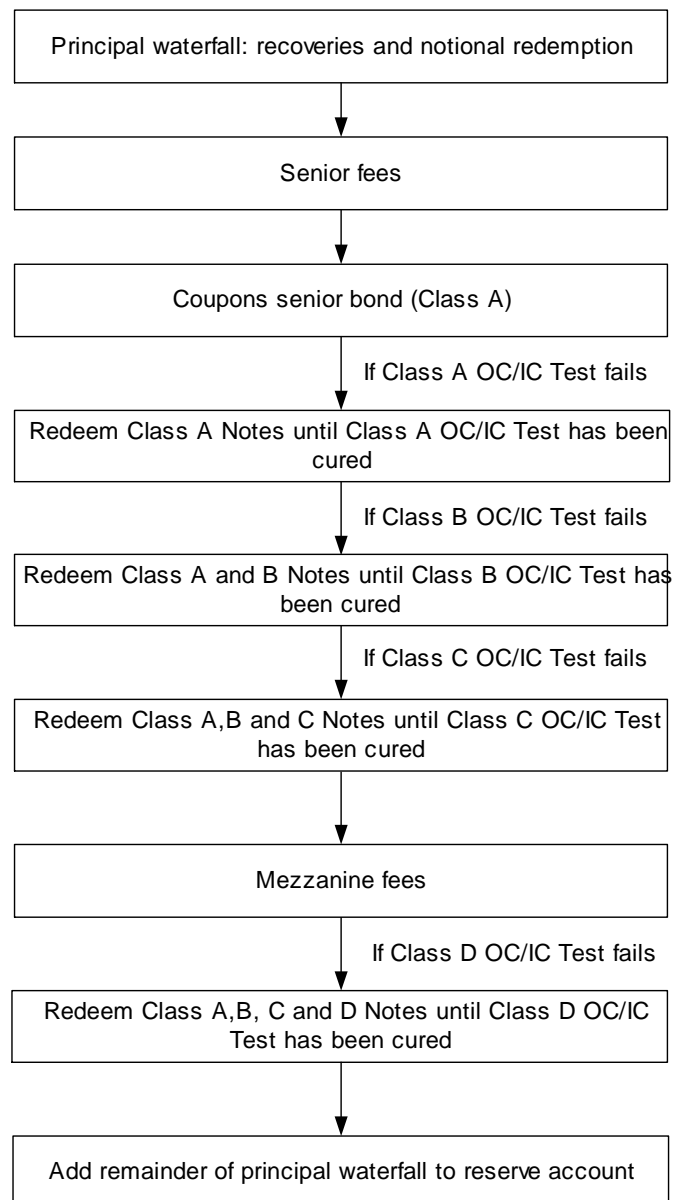 Principal waterfall: recoveries and notional redemption
Senior fees
Coupons senior bond (Class A)
If Class A OC/IC Test fails
Redeem Class A Notes until Class A OC/IC Test has been
cured
If Class B OC/IC Test fails
Redeem Class A and B Notes until Class B OC/IC Test has
been cured
If Class C OC/IC Test fails
Redeem Class A,B and C Notes until Class C OC/IC Test
has been cured
Mezzanine fees
If Class D OC/IC Test fails
Redeem Class A,B, C and D Notes until Class D OC/IC
Test has been cured
Add remainder of principal waterfall to reserve account